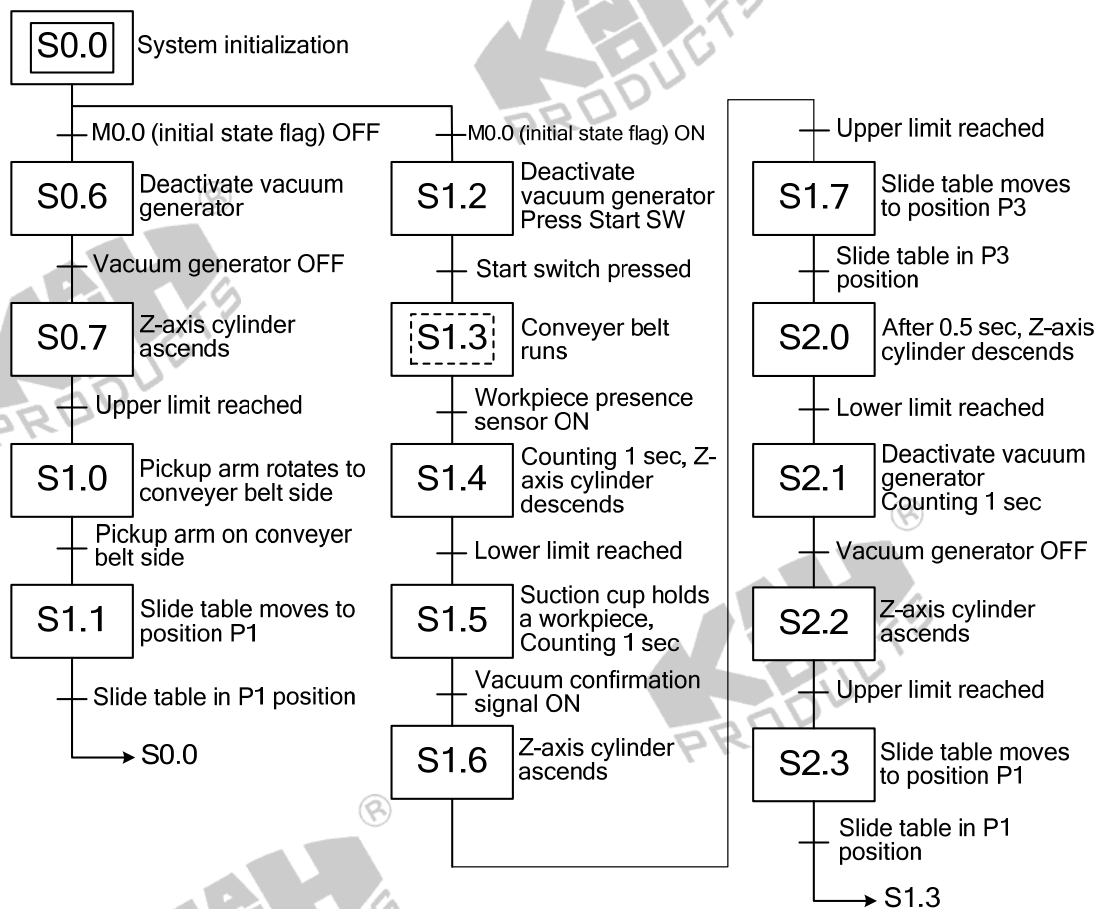 S0.0
System initialization
M0.0 (initial state flag) OFF
S0.6
Deactivate vacuum
generator
Vacuum generator OFF
S0.7
Z-axis cylinder
ascends
Upper limit reached
S1.0
Pickup arm rotates to
conveyer belt side
Pickup arm on conveyer
belt side
S1.1
Slide table moves to
position P1
Slide table in P1 position
S0.0
M0.0 (initial state flag) ON
S1.2
Deactivate
vacuum generator
Press Start SW
Start switch pressed
S1.3
Conveyer belt
runs
Workpiece presence
sensor ON
S1.4
Counting 1 sec, Z-
axis cylinder
descends
Lower limit reached
S1.5
Suction cup holds
a workpiece,
Counting 1 sec
Vacuum confirmation
signal ON
S1.6
Z-axis cylinder
ascends
Upper limit reached
S1.7
Slide table moves
to position P3
Slide table in P3
position
S2.0
After 0.5 sec, Z-axis
cylinder descends
Lower limit reached
S2.1
Deactivate vacuum
generator
Counting 1 sec
Vacuum generator OFF
S2.2
Z-axis cylinder
ascends
Upper limit reached
S2.3
Slide table moves
to position P1
Slide table in P1
position
S1.3
PRODUCTS
PRODUCTS
®
PRODUCTS
®
®